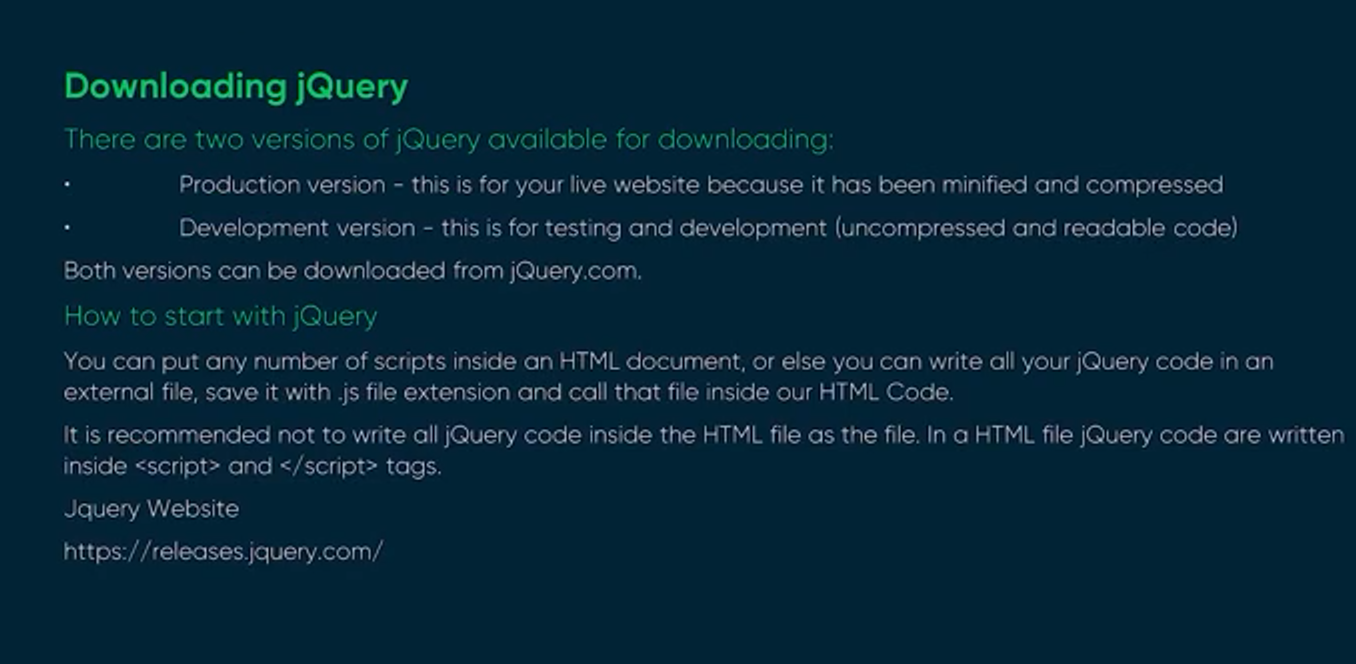 Downloading jQuery
There are two versions of jQuery available for downloading:
• Production version - this is for your live website because it has been minified and compressed
• Development version - this is for testing and development (uncompressed and readable code)
Both versions can be downloaded from jQuery.com.
How to start with jQuery
You can put any number of scripts inside an HTML document, or else you can write all your jQuery code in an
external file, save it with .js file extension and call that file inside our HTML Code.
It is recommended not to write all jQuery code inside the HTML file as the file. In a HTML file jQuery code are written
inside <script> and </script> tags.
Jquery Website
https://releases.jquery.com/